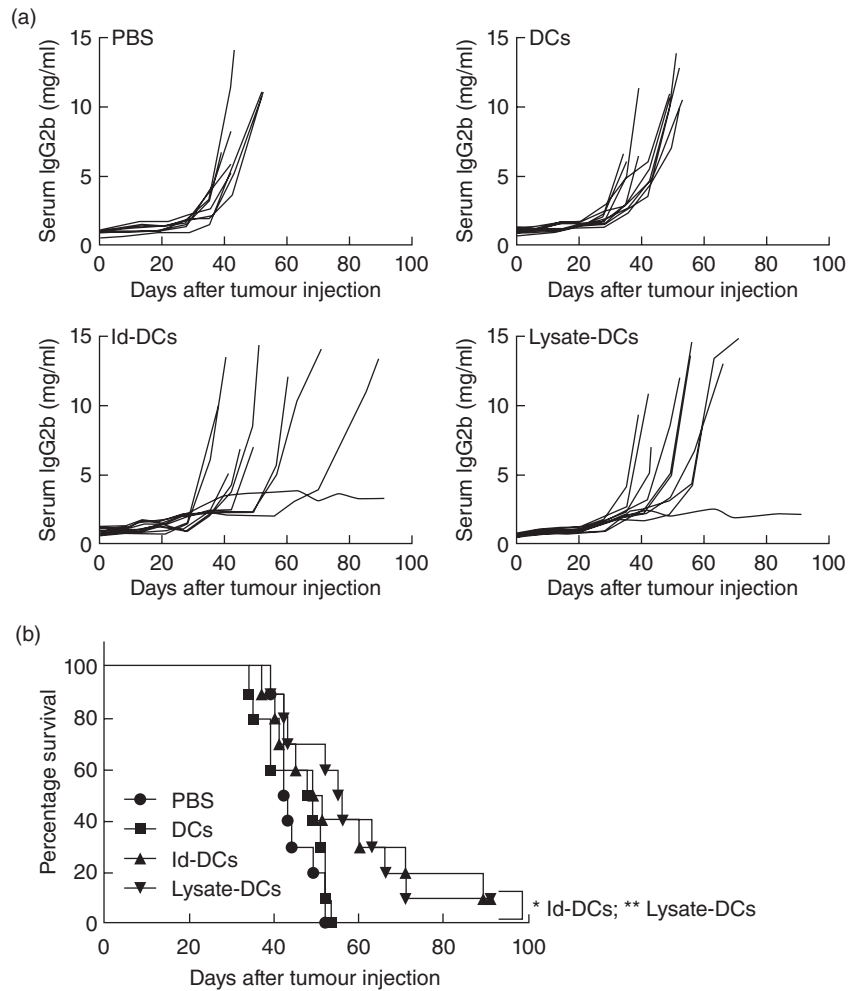 (a)
15
PBS
10
5
0
0 20 40 60 80 100
Serum IgG2b (mg/ml)
Days after tumour injection
15
DCs
10
5
0
0 20 40 60 80 100
Serum IgG2b (mg/ml)
Days after tumour injection
15
Id-DCs
10
5
0
0 20 40 60 80 100
Serum IgG2b (mg/ml)
Days after tumour injection
15
Lysate-DCs
10
5
0
0 20 40 60 80 100
Serum IgG2b (mg/ml)
Days after tumour injection
(b)
100
80
60
40
20
0
Percentage survival
PBS
DCs
Id-DCs
Lysate-DCs
* Id-DCs; ** Lysate-DCs
0 20 40 60 80 100
Days after tumour injection